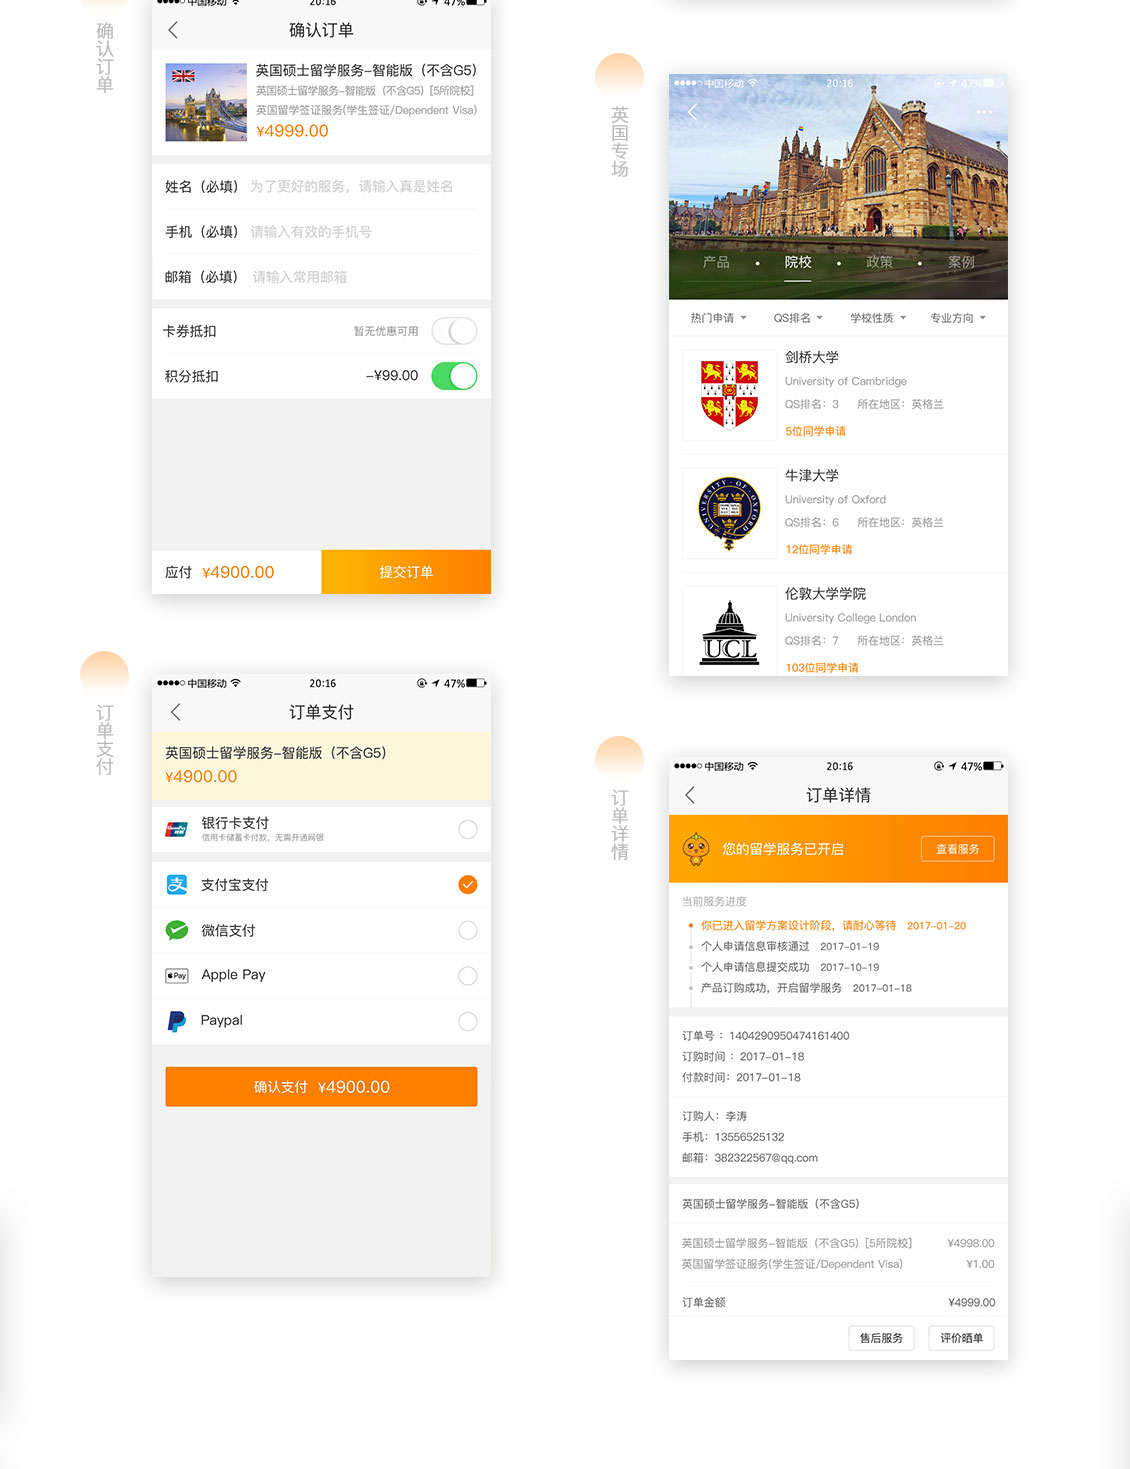 确认订单
中国移动 20:16 47%
确认订单
英国硕士留学服务-智能版（不含G5）
英国硕士留学服务-智能版（不含G5）[5所院校]
英国留学签证服务(学生签证/Dependent Visa)
¥4999.00
姓名（必填） 为了更好的服务，请输入真是姓名
手机（必填） 请输入有效的手机号
邮箱（必填） 请输入常用邮箱
卡券抵扣 暂无优惠可用
积分抵扣 -¥99.00
应付 ¥4900.00 提交订单
订单支付
中国移动 20:16 47%
订单支付
英国硕士留学服务-智能版（不含G5）
¥4900.00
银行卡支付
信用卡储蓄卡付款，无需开通网银
支付宝支付
微信支付
Pay Apple Pay
Paypal
确认支付 ¥4900.00
英国专场
中国移动 20:16 47%
产品 院校 政策 案例
热门申请 QS排名 学校性质 专业方向
剑桥大学
University of Cambridge
QS排名：3 所在地区：英格兰
5位同学申请
UNIVERSITY OF OXFORD
牛津大学
University of Oxford
QS排名：6 所在地区：英格兰
12位同学申请
UCL
伦敦大学学院
University College London
QS排名：7 所在地区：英格兰
103位同学申请
订单详情
中国移动 20:16 47%
订单详情
您的留学服务已开启 查看服务
当前服务进度
你已进入留学方案设计阶段，请耐心等待 2017-01-20
个人申请信息审核通过 2017-01-19
个人申请信息提交成功 2017-10-19
产品订购成功，开启留学服务 2017-01-18
订单号：1404290950474161400
订购时间：2017-01-18
付款时间：2017-01-18
订购人：李涛
手机：13556525132
邮箱：382322567@qq.com
英国硕士留学服务-智能版（不含G5）
英国硕士留学服务-智能版（不含G5）[5所院校] ¥4998.00
英国留学签证服务(学生签证/Dependent Visa) ¥1.00
订单金额 ¥4999.00
售后服务 评价晒单